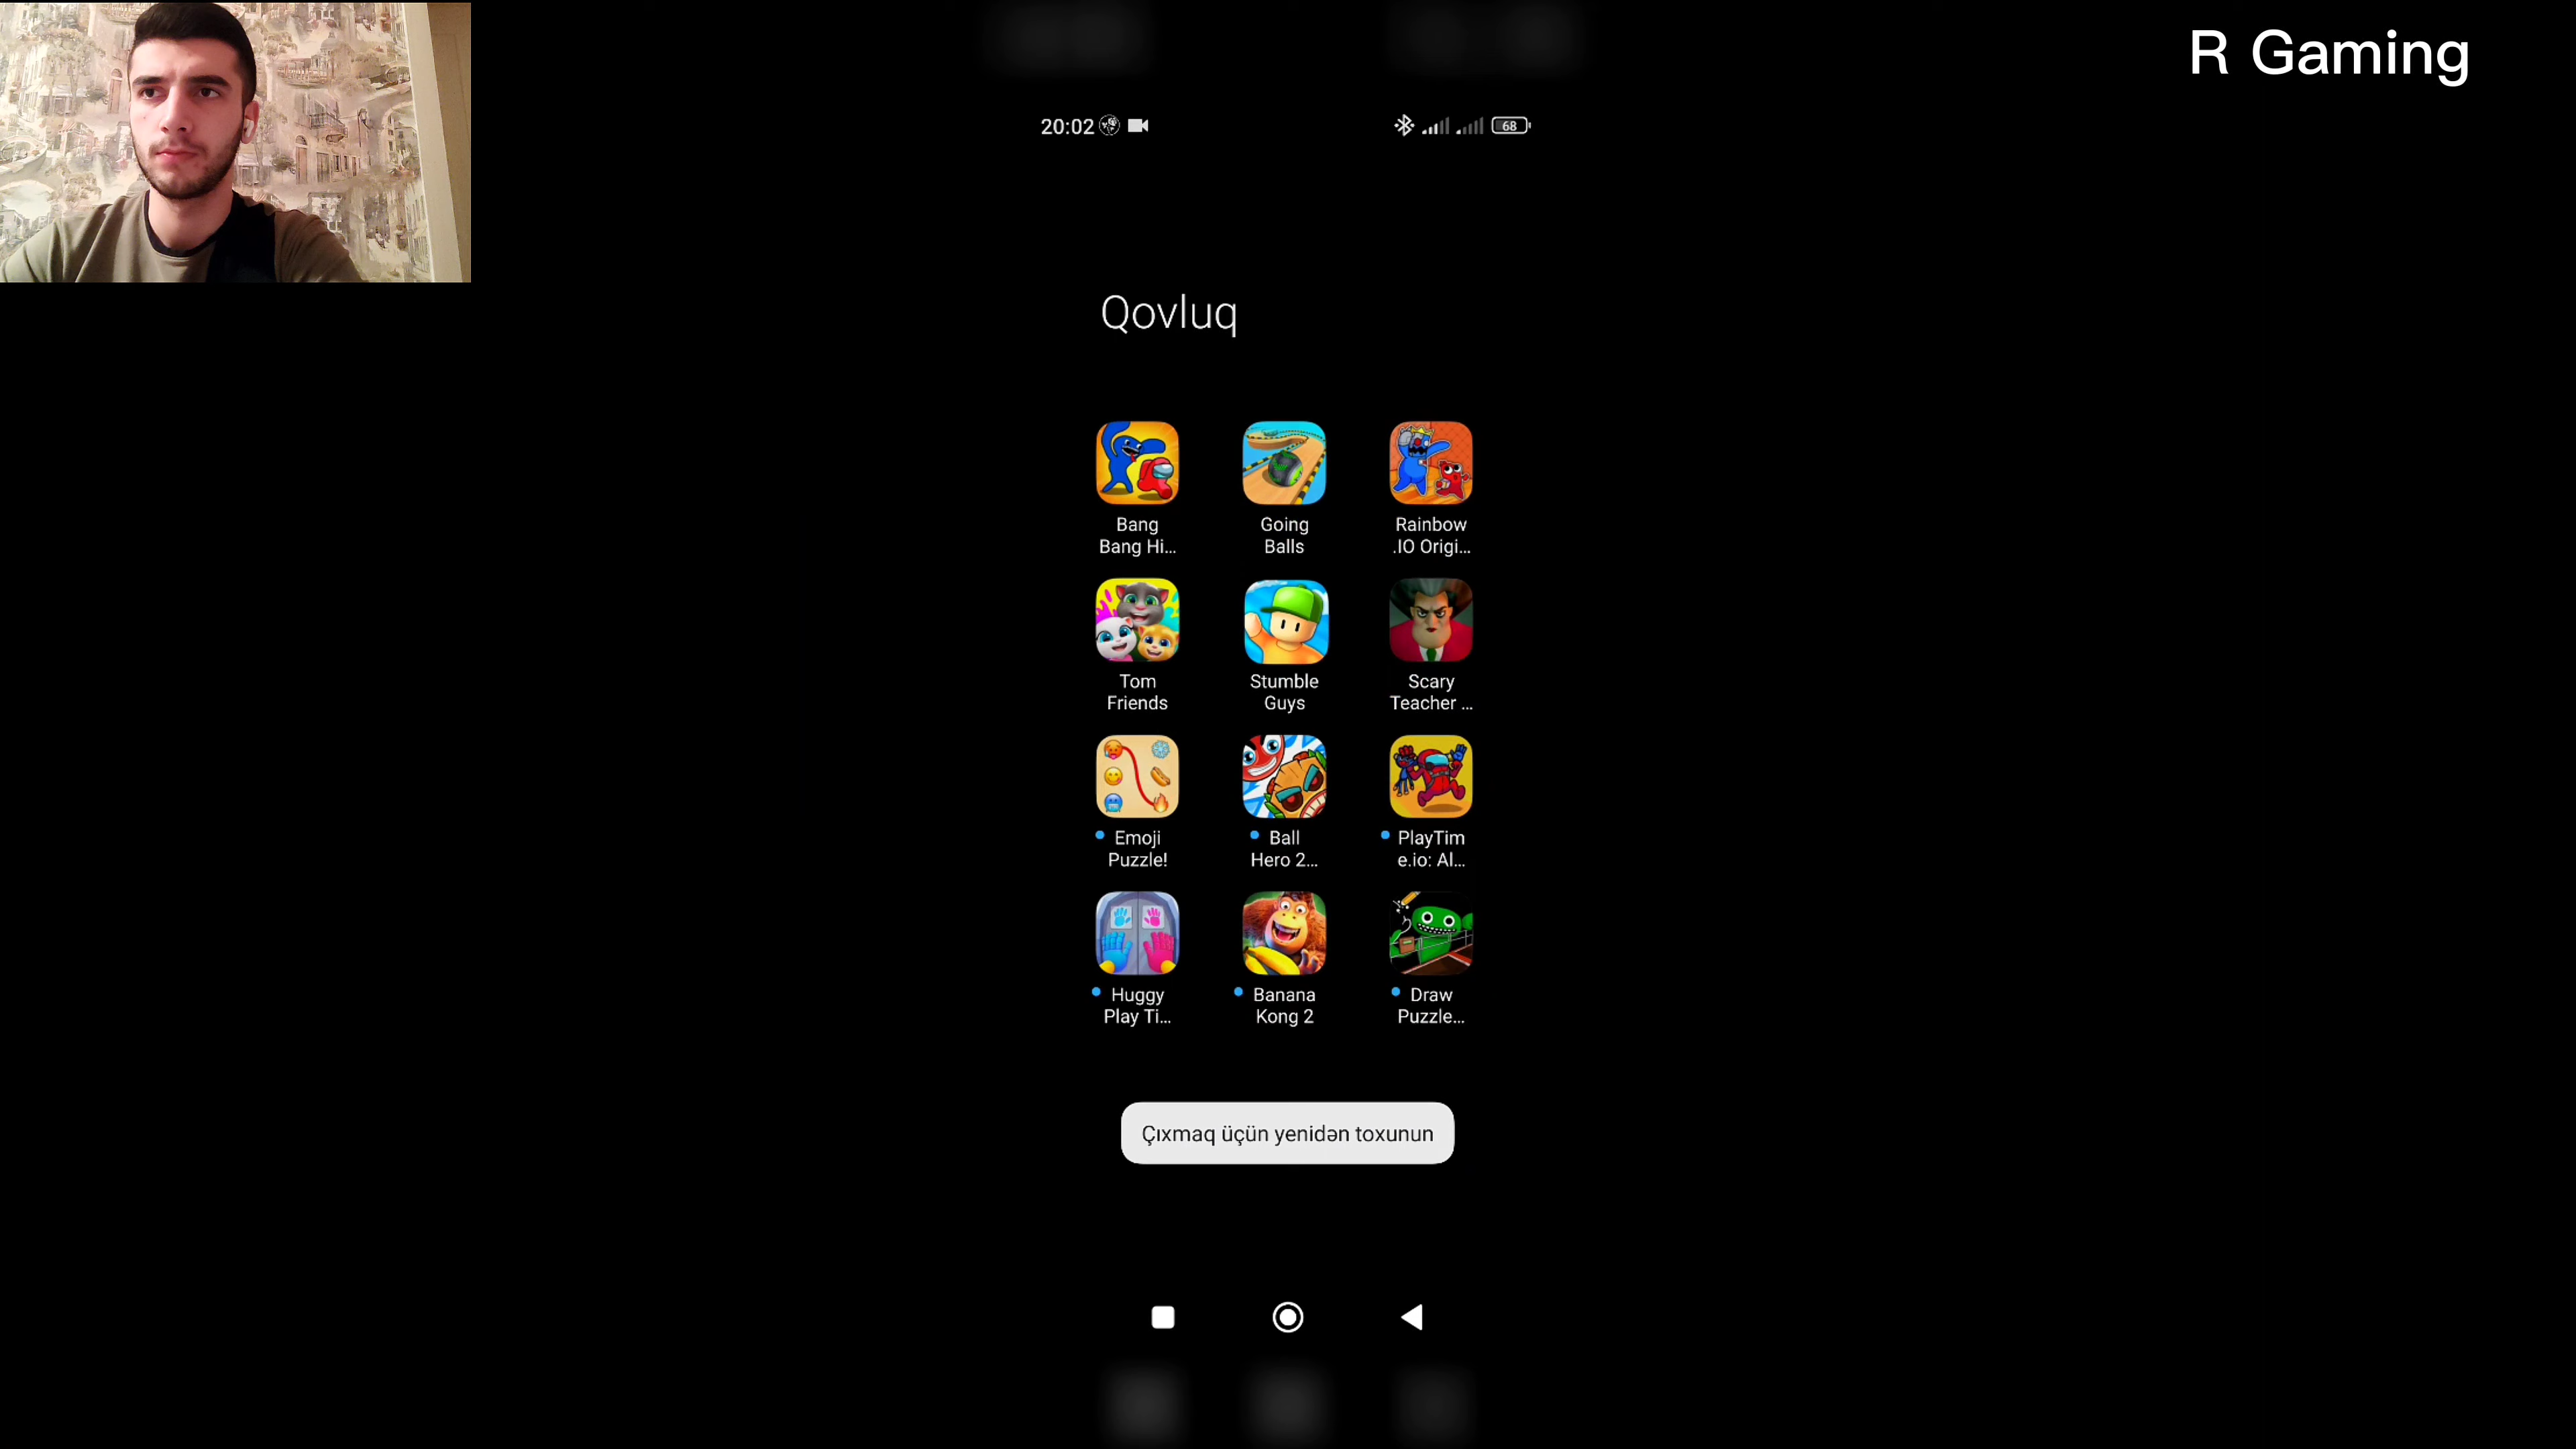 R Gaming
20:02
68
Qovluq
Bang
Bang Hi...
Going
Balls
Rainbow
.IO Origi...
Tom
Friends
Stumble
Guys
Scary
Teacher ...
Emoji
Puzzle!
Ball
Hero 2...
PlayTim
e.io: Al...
Huggy
Play Ti...
Banana
Kong 2
Draw
Puzzle...
Çıxmaq üçün yenidən toxunun